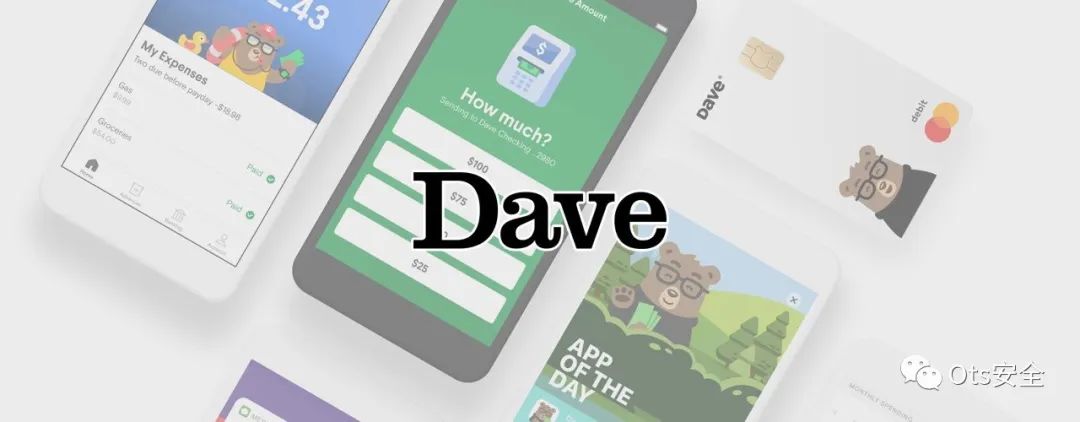 .43
My Expenses
Two due before payday -$18.98
Gas
$9.99
Paid
Groceries
$54.00
Paid
Home
Amount
How much?
Sending to Dave Checking ·· 2980
$100
$75
$25
Dave
Dave
debit
APP
OF THE
DAY
MONTHLY SPENDING
Ots安全